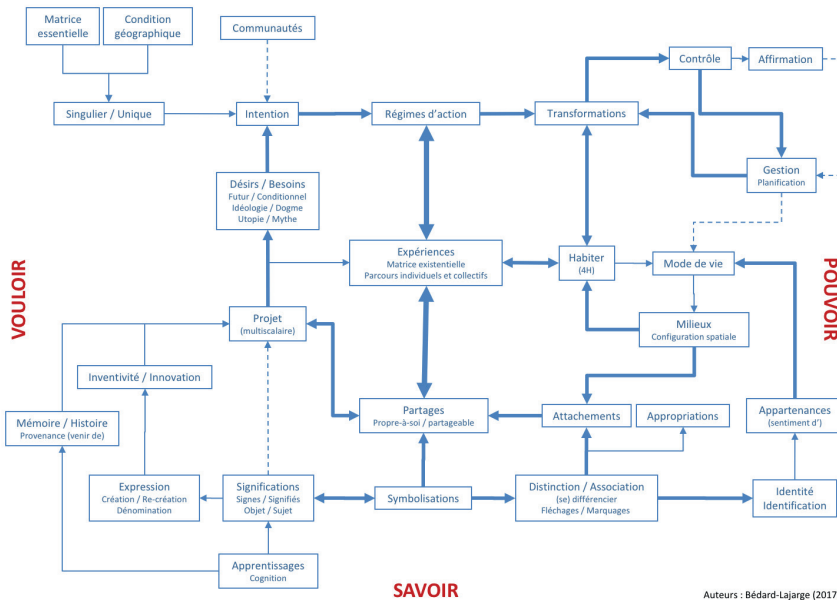 Matrice
essentielle
Condition
géographique
Communautés
Contrôle
Affirmation
Singulier / Unique
Intention
Régimes d'action
Transformations
Gestion
Planification
Désirs / Besoins
Futur / Conditionnel
Idéologie / Dogme
Utopie / Mythe
Expériences
Matrice existentielle
Parcours individuels et collectifs
Habiter
(4H)
Mode de vie
VOULOIR
POUVOIR
Projet
(multiscalaire)
Milieux
Configuration spatiale
Inventivité / Innovation
Mémoire / Histoire
Provenance (venir de)
Partages
Propre-à-soi / partageable
Attachements
Appropriations
Appartenances
(sentiment d')
Expression
Création / Re-création
Dénomination
Significations
Signes / Signifiés
Objet / Sujet
Symbolisations
Distinction / Association
(se) différencier
Fléchages / Marquages
Identité
Identification
Apprentissages
Cognition
SAVOIR
Auteurs : Bédard-Lajarge (2017